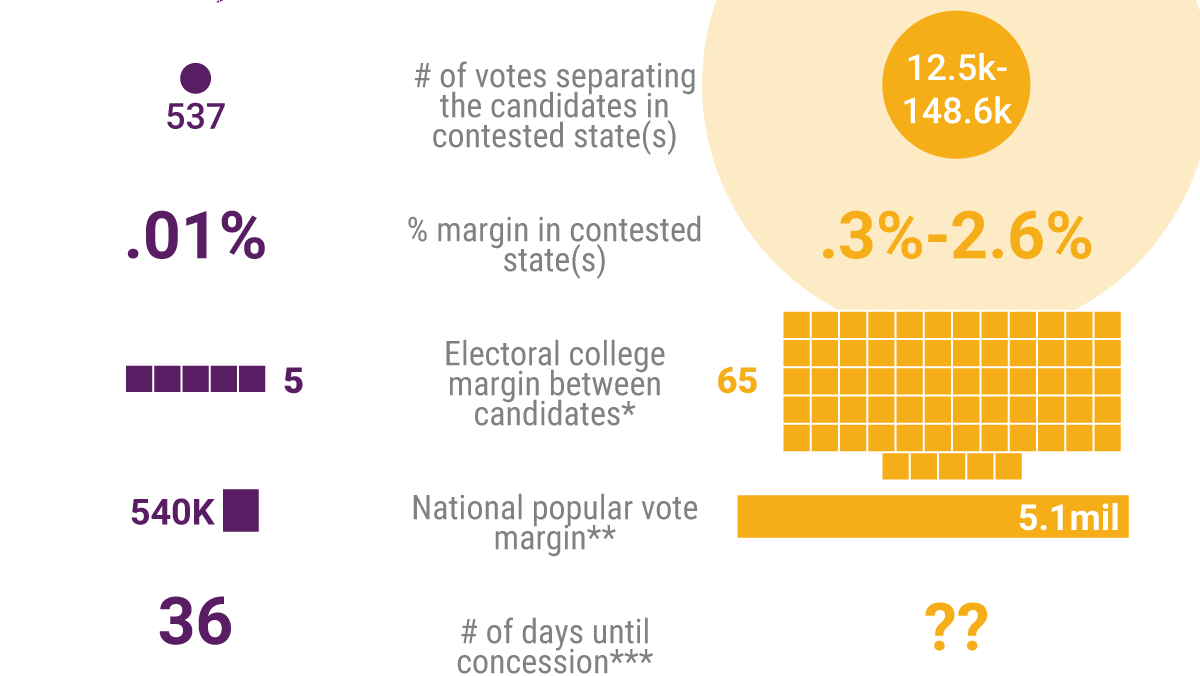 537
# of votes separating
the candidates in
contested state(s)
12.5k-
148.6k
.01%
% margin in contested
state(s)
.3%-2.6%
5
Electoral college
margin between
candidates*
65
540K
National popular vote
margin**
5.1mil
36
# of days until
concession***
??